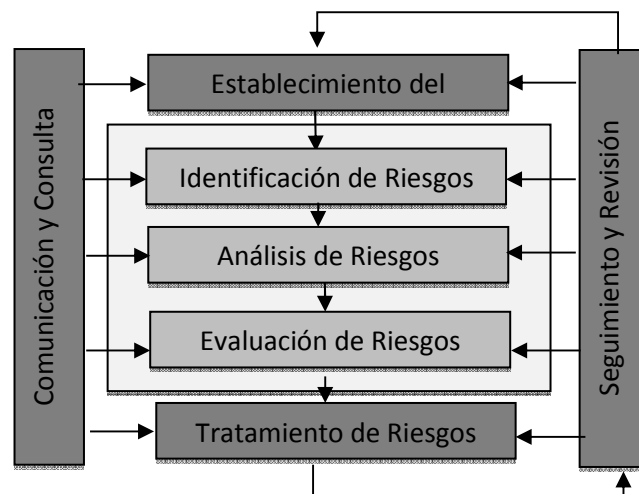 Comunicación y Consulta
Establecimiento del
Identificación de Riesgos
Análisis de Riesgos
Evaluación de Riesgos
Tratamiento de Riesgos
Seguimiento y Revisión